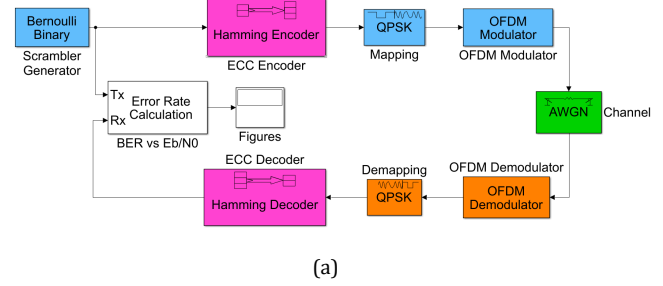 Bernoulli
Binary
Scrambler
Generator
Hamming Encoder
ECC Encoder
QPSK
Mapping
OFDM
Modulator
OFDM Modulator
AWGN
Channel
Tx
Rx
Error Rate
Calculation
BER vs Eb/N0
Figures
ECC Decoder
Hamming Decoder
Demapping
QPSK
OFDM Demodulator
OFDM
Demodulator
(a)